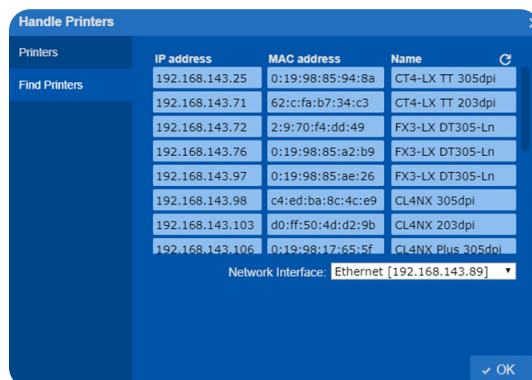 Handle Printers
Printers
Find Printers
IP address MAC address Name
192.168.143.25 0:19:98:85:94:8a CT4-LX TT 305dpi
192.168.143.71 62:c:fa:b7:34:c3 CT4-LX TT 203dpi
192.168.143.72 2:9:70:f4:dd:49 FX3-LX DT305-Ln
192.168.143.76 0:19:98:85:a2:b9 FX3-LX DT305-Ln
192.168.143.97 0:19:98:85:ae:26 FX3-LX DT305-Ln
192.168.143.98 c4:ed:ba:8c:4c:e9 CL4NX 305dpi
192.168.143.103 d0:ff:50:4d:d2:9b CL4NX 203dpi
192.168.143.106 0:19:98:17:65:5f CL4NX Plus 305dpi
Network Interface: Ethernet [192.168.143.89]
OK